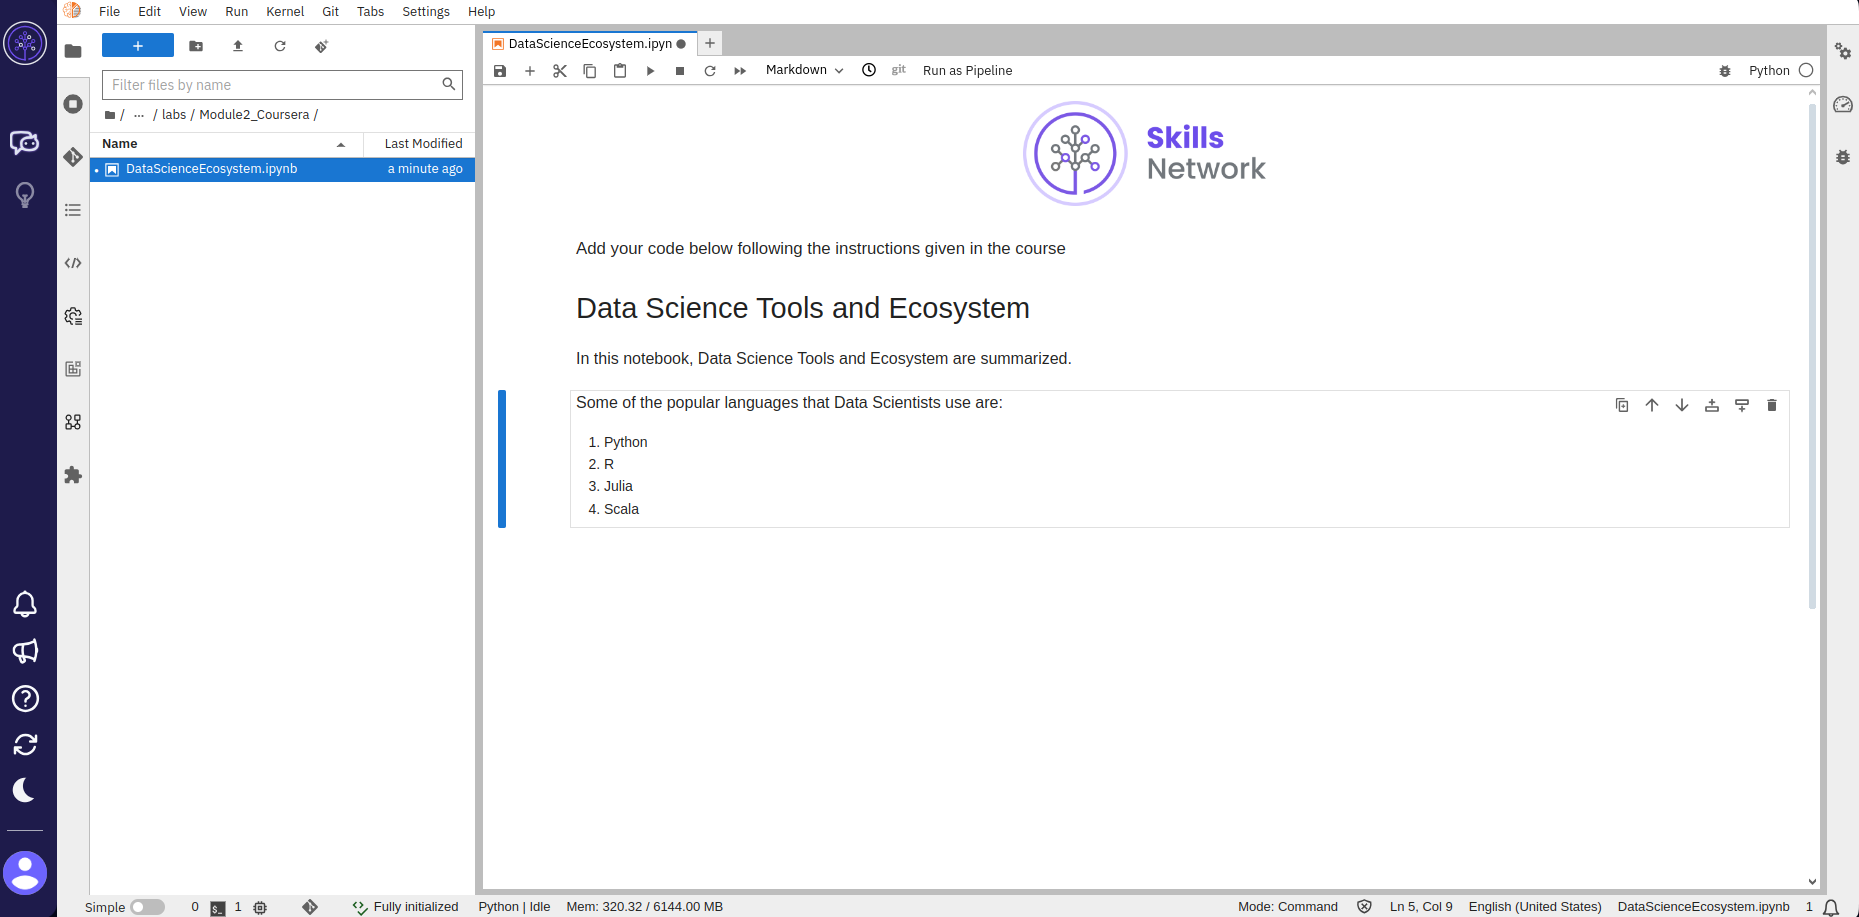 File Edit View Run Kernel Git Tabs Settings Help
Filter files by name
/ ... / labs / Module2_Coursera /
Name Last Modified
DataScienceEcosystem.ipynb a minute ago
DataScienceEcosystem.ipyn
Markdown git Run as Pipeline Python
Skills
Network
Add your code below following the instructions given in the course
Data Science Tools and Ecosystem
In this notebook, Data Science Tools and Ecosystem are summarized.
Some of the popular languages that Data Scientists use are:
1. Python
2. R
3. Julia
4. Scala
Simple 0 1 Fully initialized Python | Idle Mem: 320.32 / 6144.00 MB Mode: Command Ln 5, Col 9 English (United States) DataScienceEcosystem.ipynb 1